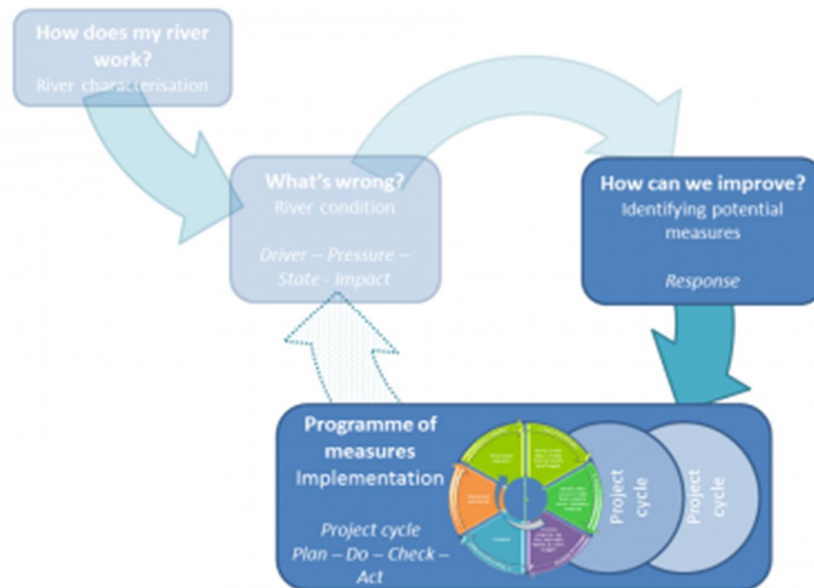 How does my river
work?
River characterisation
What's wrong?
River condition
Driver – Pressure –
State - Impact
How can we improve?
Identifying potential
measures
Response
Programme of
measures
Implementation
Project cycle
Plan – Do – Check –
Act
Project
cycle
Project
cycle